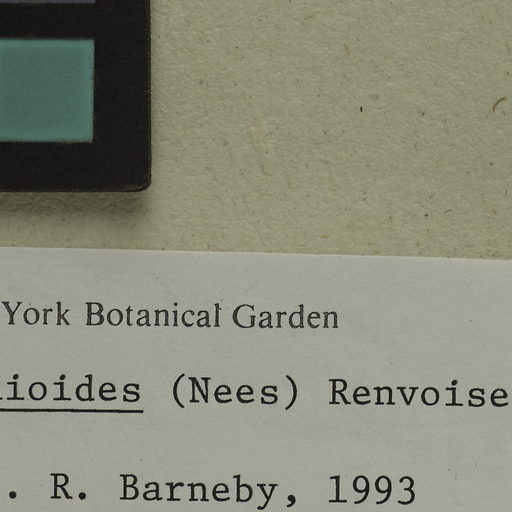 York Botanical Garden
ioides (Nees) Renvoise
. R. Barneby, 1993